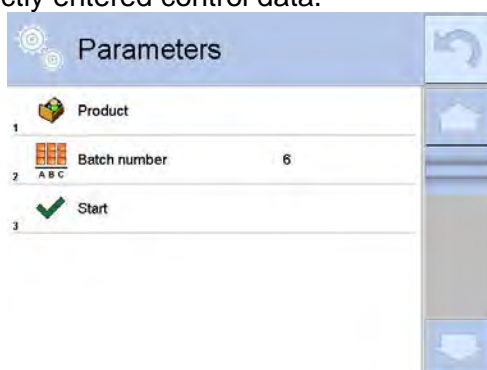 ctly entered control data.
Parameters
1 Product
2 ABC Batch number 6
3 Start